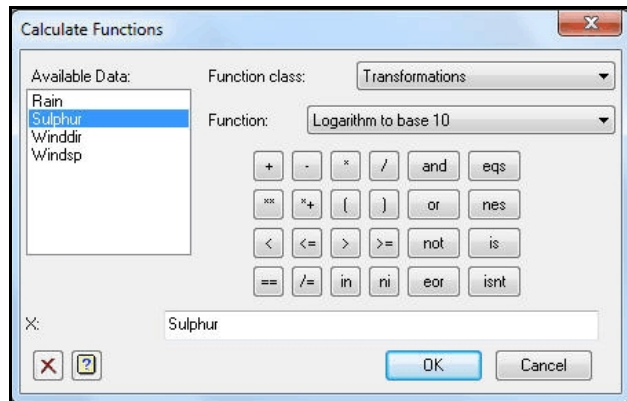 Calculate Functions
X
Available Data:
Rain
Sulphur
Winddir
Windsp
Function class: Transformations
Function: Logarithm to base 10
+ - * / and eqs
** *+ ( ) or nes
< <= > >= not is
== /= in ni eor isnt
X: Sulphur
X ? OK Cancel